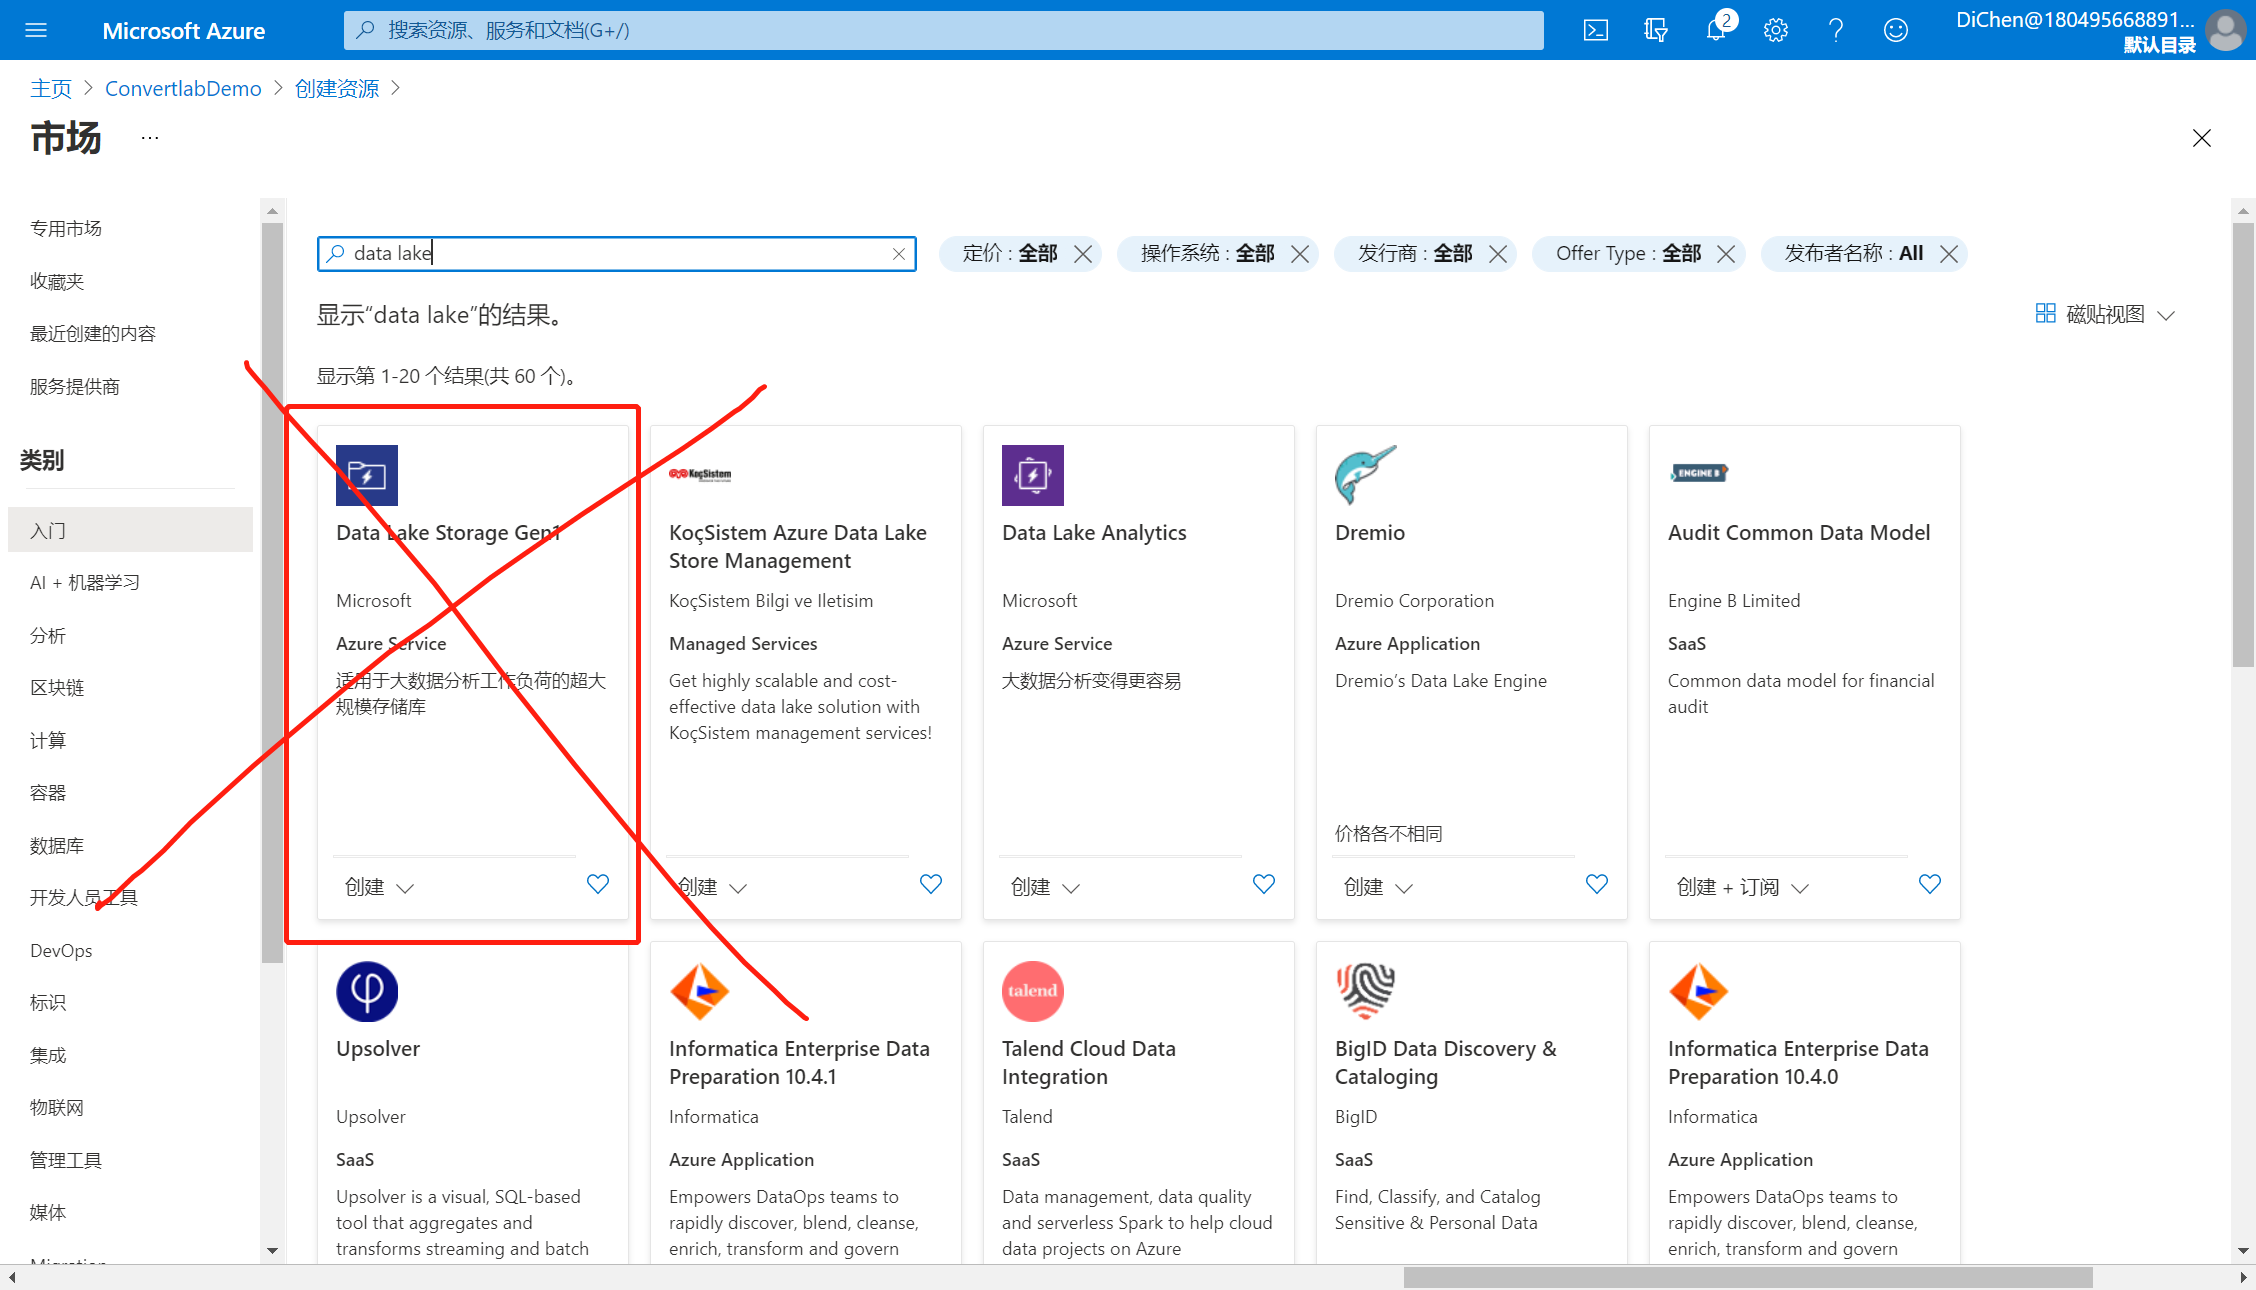 Microsoft Azure
搜索资源、服务和文档(G+/)
2
DiChen@180495668891...
默认目录
主页 > ConvertlabDemo > 创建资源 >
市场 ...
专用市场
收藏夹
最近创建的内容
服务提供商
类别
入门
AI + 机器学习
分析
区块链
计算
容器
数据库
开发人员工具
DevOps
标识
集成
物联网
管理工具
媒体
Migration
data lake
定价 : 全部
操作系统 : 全部
发行商 : 全部
Offer Type : 全部
发布者名称 : All
显示“data lake”的结果。
磁贴视图
显示第 1-20 个结果(共 60 个)。
Data Lake Storage Gen1
Microsoft
Azure Service
适用于大数据分析工作负荷的超大
规模存储库
创建
KoçSistem
KoçSistem Azure Data Lake
Store Management
KoçSistem Bilgi ve Iletisim
Managed Services
Get highly scalable and cost-
effective data lake solution with
KoçSistem management services!
创建
Data Lake Analytics
Microsoft
Azure Service
大数据分析变得更容易
创建
Dremio
Dremio Corporation
Azure Application
Dremio’s Data Lake Engine
价格各不相同
创建
ENGINE B
Audit Common Data Model
Engine B Limited
SaaS
Common data model for financial
audit
创建 + 订阅
Upsolver
Upsolver
SaaS
Upsolver is a visual, SQL-based
tool that aggregates and
transforms streaming and batch
Informatica Enterprise Data
Preparation 10.4.1
Informatica
Azure Application
Empowers DataOps teams to
rapidly discover, blend, cleanse,
enrich, transform and govern
talend
Talend Cloud Data
Integration
Talend
SaaS
Data management, data quality
and serverless Spark to help cloud
data projects on Azure
BigID Data Discovery &
Cataloging
BigID
SaaS
Find, Classify, and Catalog
Sensitive & Personal Data
Informatica Enterprise Data
Preparation 10.4.0
Informatica
Azure Application
Empowers DataOps teams to
rapidly discover, blend, cleanse,
enrich, transform and govern